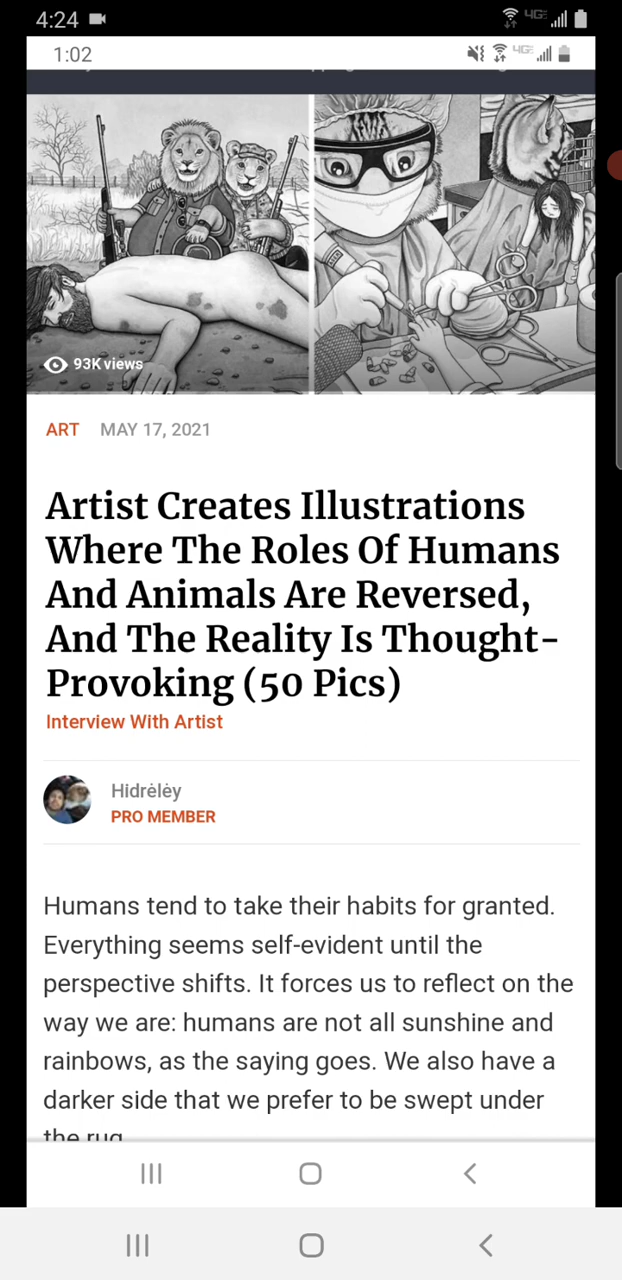 4:24
4GE
1:02
4GE
93K views
ART MAY 17, 2021
Artist Creates Illustrations
Where The Roles Of Humans
And Animals Are Reversed,
And The Reality Is Thought-
Provoking (50 Pics)
Interview With Artist
Hidrėlėy
PRO MEMBER
Humans tend to take their habits for granted.
Everything seems self-evident until the
perspective shifts. It forces us to reflect on the
way we are: humans are not all sunshine and
rainbows, as the saying goes. We also have a
darker side that we prefer to be swept under
the rug